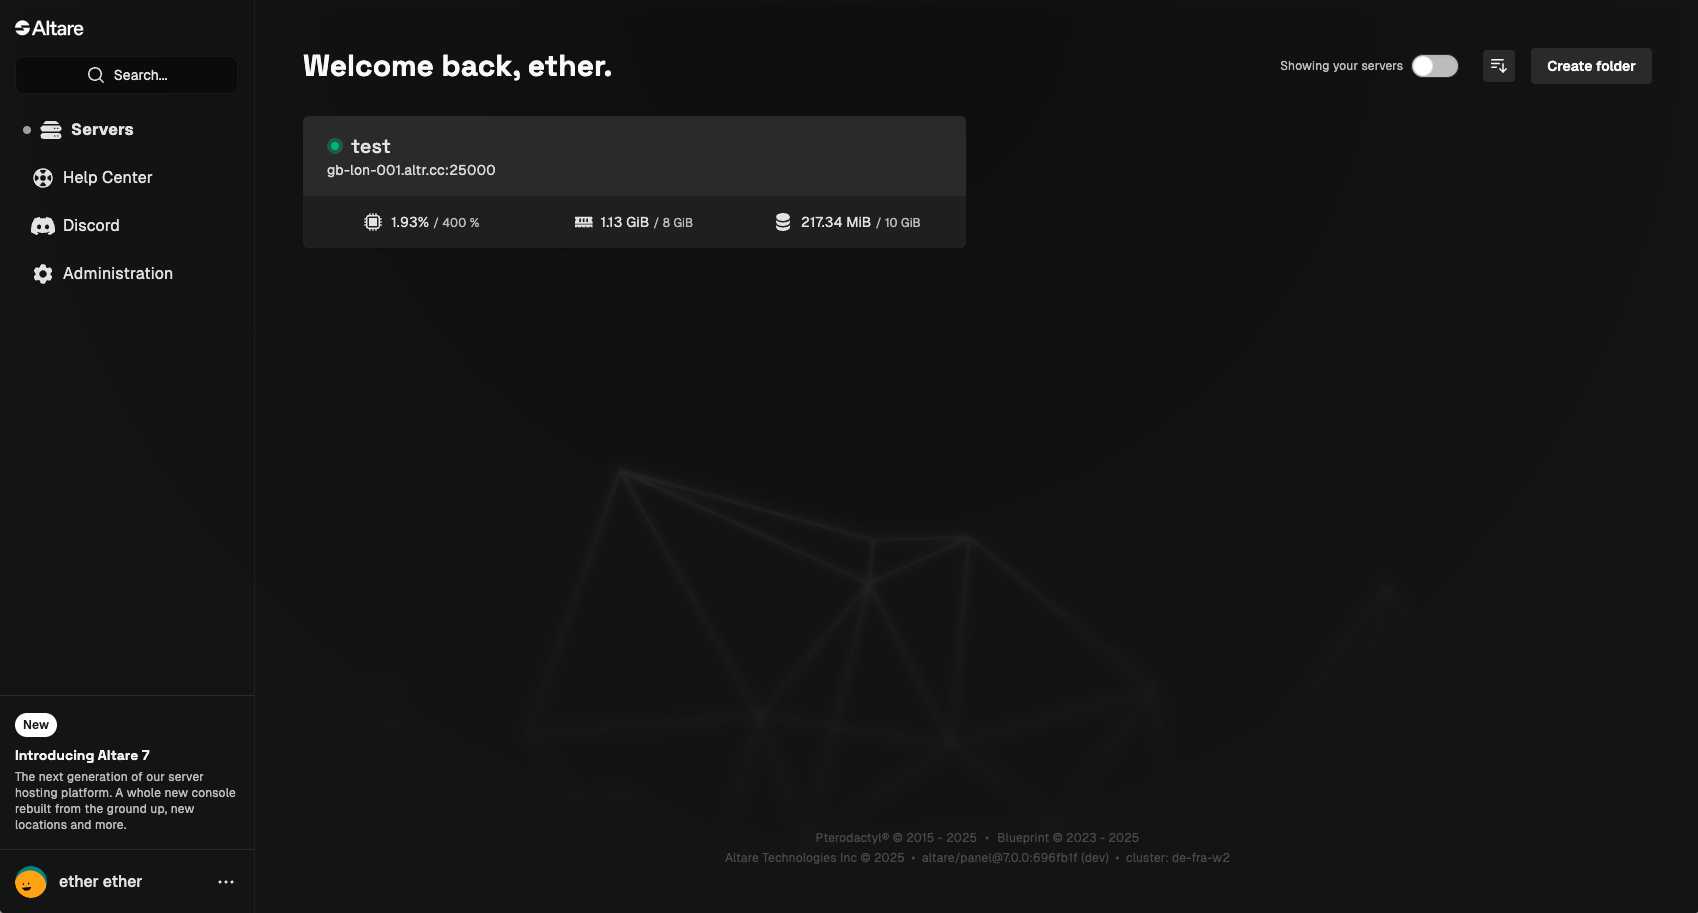 Altare
Search...
Servers
Help Center
Discord
Administration
New
Introducing Altare 7
The next generation of our server
hosting platform. A whole new console
rebuilt from the ground up, new
locations and more.
ether ether
Welcome back, ether.
Showing your servers
Create folder
test
gb-lon-001.altr.cc:25000
1.93% / 400 %
1.13 GiB / 8 GiB
217.34 MiB / 10 GiB
Pterodactyl® © 2015 - 2025 • Blueprint © 2023 - 2025
Altare Technologies Inc © 2025 • altare/panel@7.0.0:696fb1f (dev) • cluster: de-fra-w2